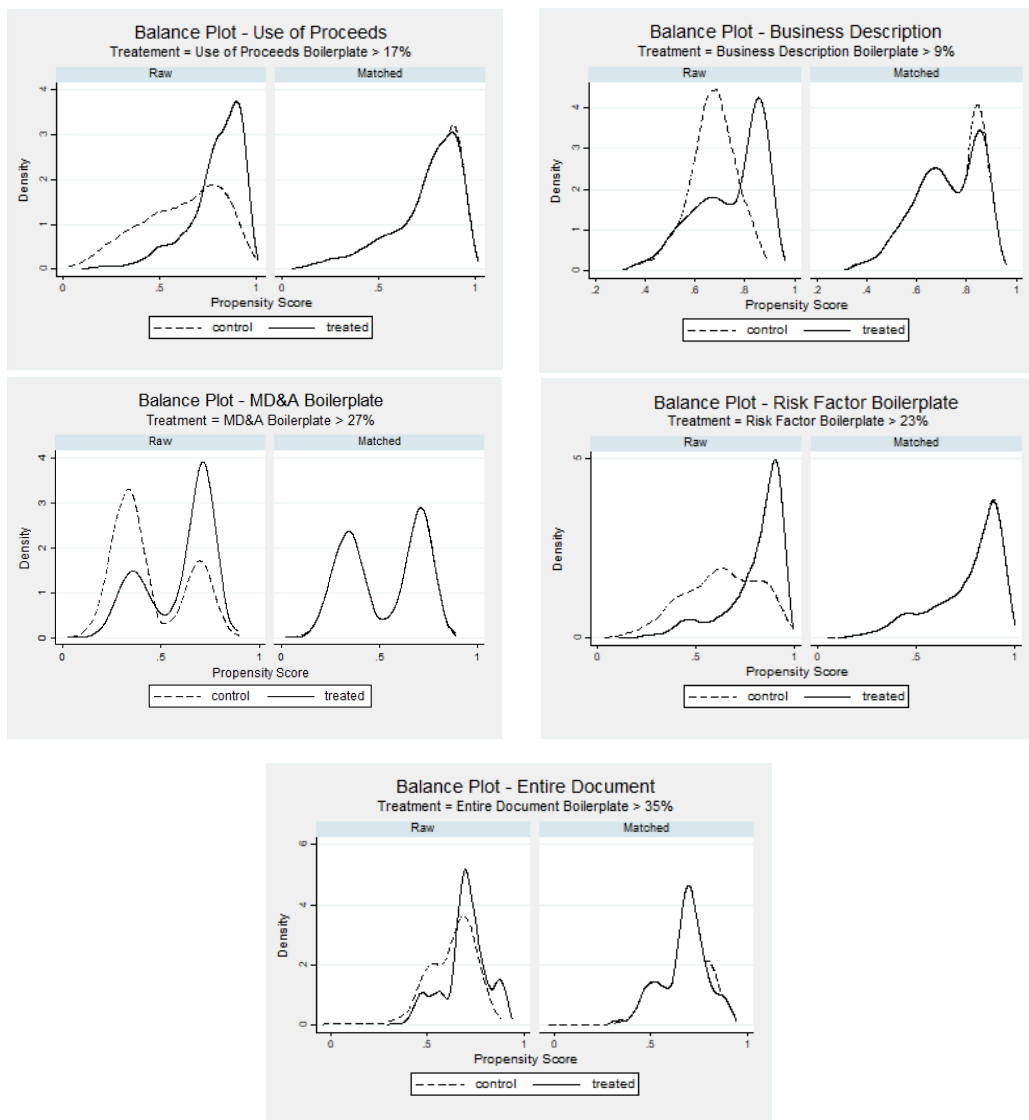 Balance Plot - Use of Proceeds
Treatement = Use of Proceeds Boilerplate > 17%
Raw Matched
Density
4
3
2
1
0
0 .5 1 0 .5 1
Propensity Score
control treated
Balance Plot - Business Description
Treatment = Business Description Boilerplate > 9%
Raw Matched
Density
4
3
2
1
0
.2 .4 .6 .8 1 .2 .4 .6 .8 1
Propensity Score
control treated
Balance Plot - MD&A Boilerplate
Treatment = MD&A Boilerplate > 27%
Raw Matched
Density
4
3
2
1
0
0 .5 1 0 .5 1
Propensity Score
control treated
Balance Plot - Risk Factor Boilerplate
Treatment = Risk Factor Boilerplate > 23%
Raw Matched
Density
5
0
0 .5 1 0 .5 1
Propensity Score
control treated
Balance Plot - Entire Document
Treatment = Entire Document Boilerplate > 35%
Raw Matched
Density
6
4
2
0
0 .5 1 0 .5 1
Propensity Score
control treated